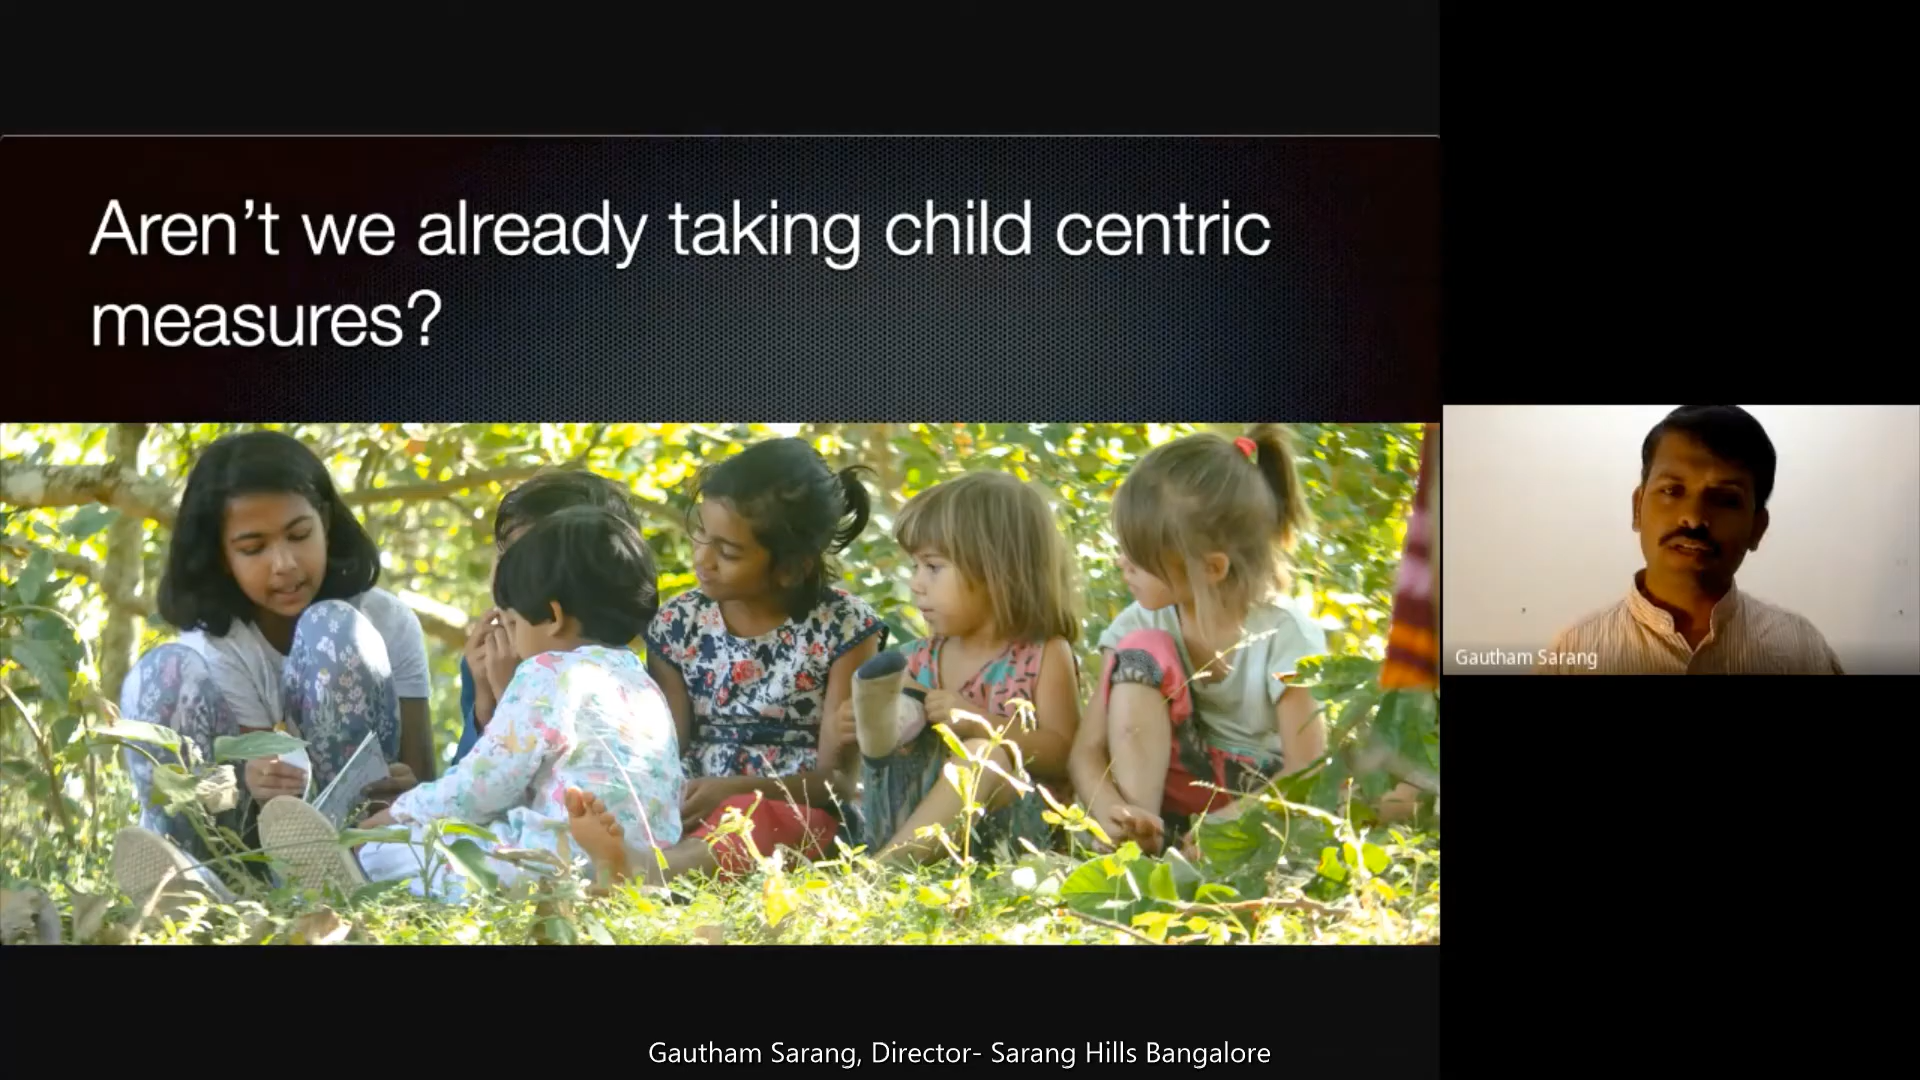 Aren’t we already taking child centric
measures?
Gautham Sarang
Gautham Sarang, Director- Sarang Hills Bangalore